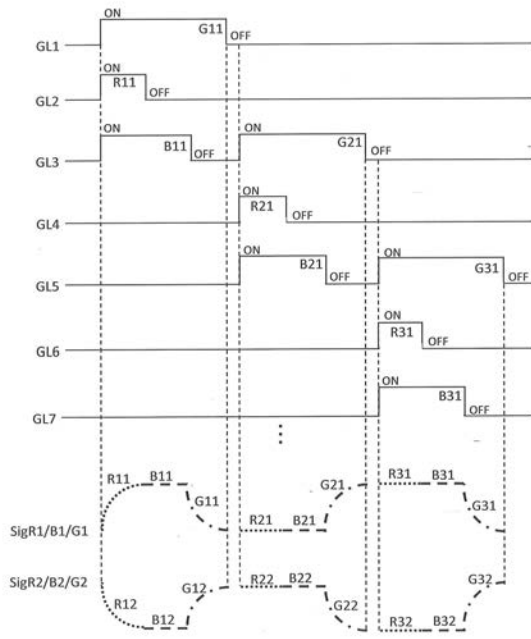 ON
G11
OFF
GL1
ON
R11
OFF
GL2
ON
B11
OFF
ON
G21
OFF
GL3
ON
R21
OFF
GL4
ON
B21
OFF
ON
G31
OFF
GL5
ON
R31
OFF
GL6
ON
B31
OFF
GL7
R11 B11 G11 R21 B21 G21 R31 B31 G31
SigR1/B1/G1
SigR2/B2/G2
R12 B12 G12 R22 B22 G22 R32 B32 G32